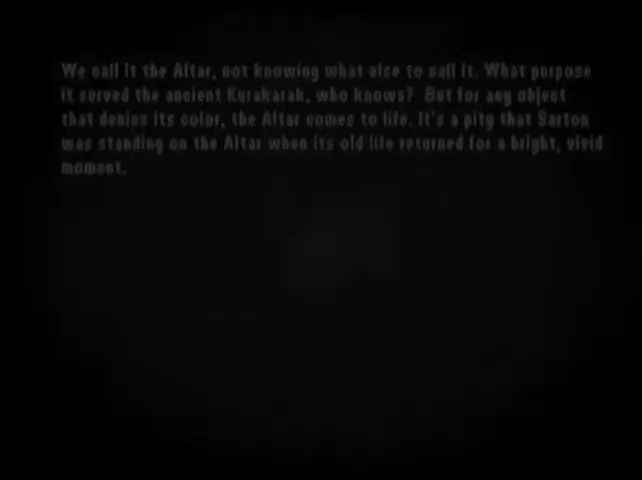 We call it the Altar, not knowing what else to call it. What purpose
it served the ancient Kurakarak, who knows?  But for any object
that denies its color, the Altar comes to life. It's a pity that Sarton
was standing on the Altar when its old life returned for a bright, vivid
moment.